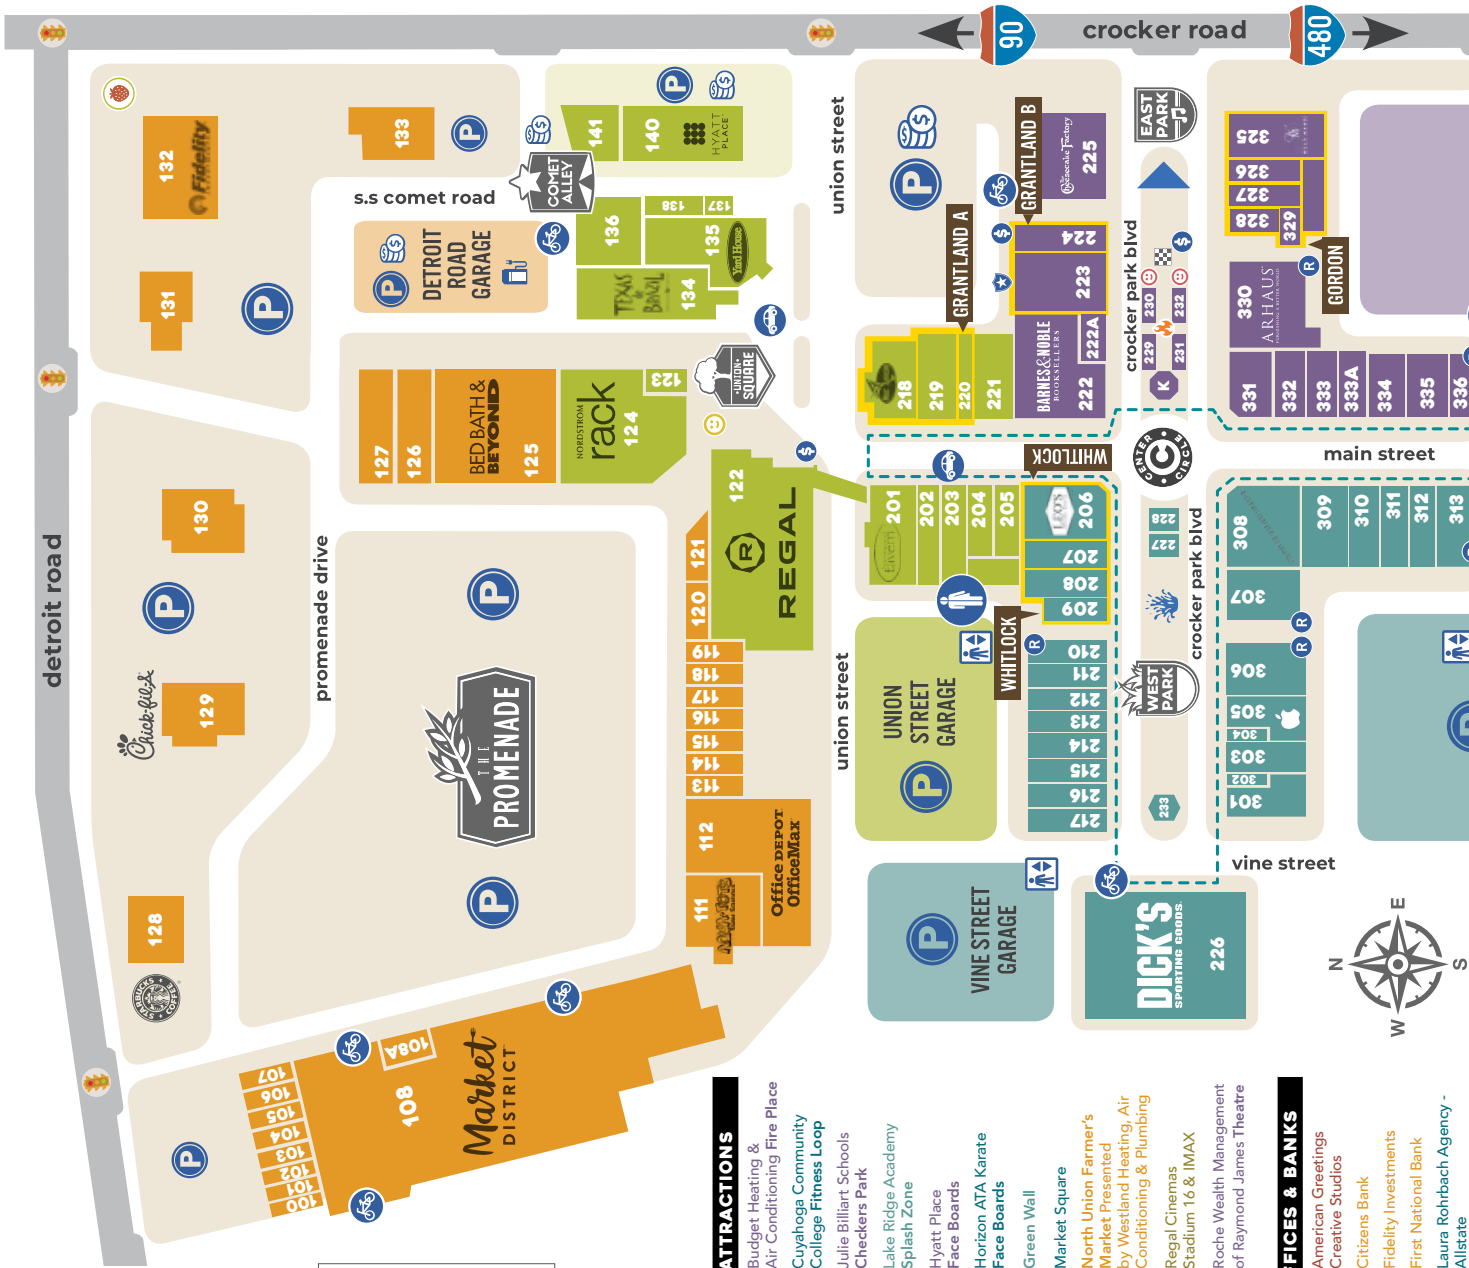 crocker road
90
480
detroit road
promenade drive
s.s comet road
union street
union street
crocker park blvd
crocker park blvd
main street
vine street
132
Fidelity
133
131
130
129
Chick-fil-A
128
STARBUCKS
COFFEE
141
140
HYATT
PLACE
COMET
ALLEY
136
138
137
135
Yard House
TEXAS
de
BRAZIL
134
DETROIT
ROAD
GARAGE
P
127
126
BED BATH &
BEYOND
125
NORDSTROM
rack
124
123
UNION
SQUARE
122
REGAL
R
121
120
119
118
117
116
115
114
113
112
Office DEPOT
OfficeMax
111
THE
PROMENADE
108
108A
Market
DISTRICT
107
106
105
104
103
102
101
100
GRANTLAND A
GRANTLAND B
The
Cheesecake Factory
225
224
223
222A
222
BARNES&NOBLE
BOOKSELLERS
218
219
220
221
EAST
PARK
230
232
229
231
K
CENTER
C
CIRCLE
WHITLOCK
201
202
203
204
205
206
207
208
209
WHITLOCK
210
211
212
213
214
215
216
217
228
227
WEST
PARK
233
UNION
STREET
GARAGE
VINE STREET
GARAGE
DICK'S
SPORTING GOODS
226
325
326
327
328
329
GORDON
330
ARHAUS
331
332
333
333A
334
335
336
308
309
310
311
312
313
307
306
305
304
303
302
301
N
E
S
W
ATTRACTIONS
Budget Heating &
Air Conditioning Fire Place
Cuyahoga Community
College Fitness Loop
Julie Billiart Schools
Checkers Park
Lake Ridge Academy
Splash Zone
Hyatt Place
Face Boards
Horizon ATA Karate
Face Boards
Green Wall
Market Square
North Union Farmer's
Market Presented
by Westland Heating, Air
Conditioning & Plumbing
Regal Cinemas
Stadium 16 & IMAX
Roche Wealth Management
of Raymond James Theatre
FICES & BANKS
American Greetings
Creative Studios
Citizens Bank
Fidelity Investments
First National Bank
Laura Rohrbach Agency -
Allstate